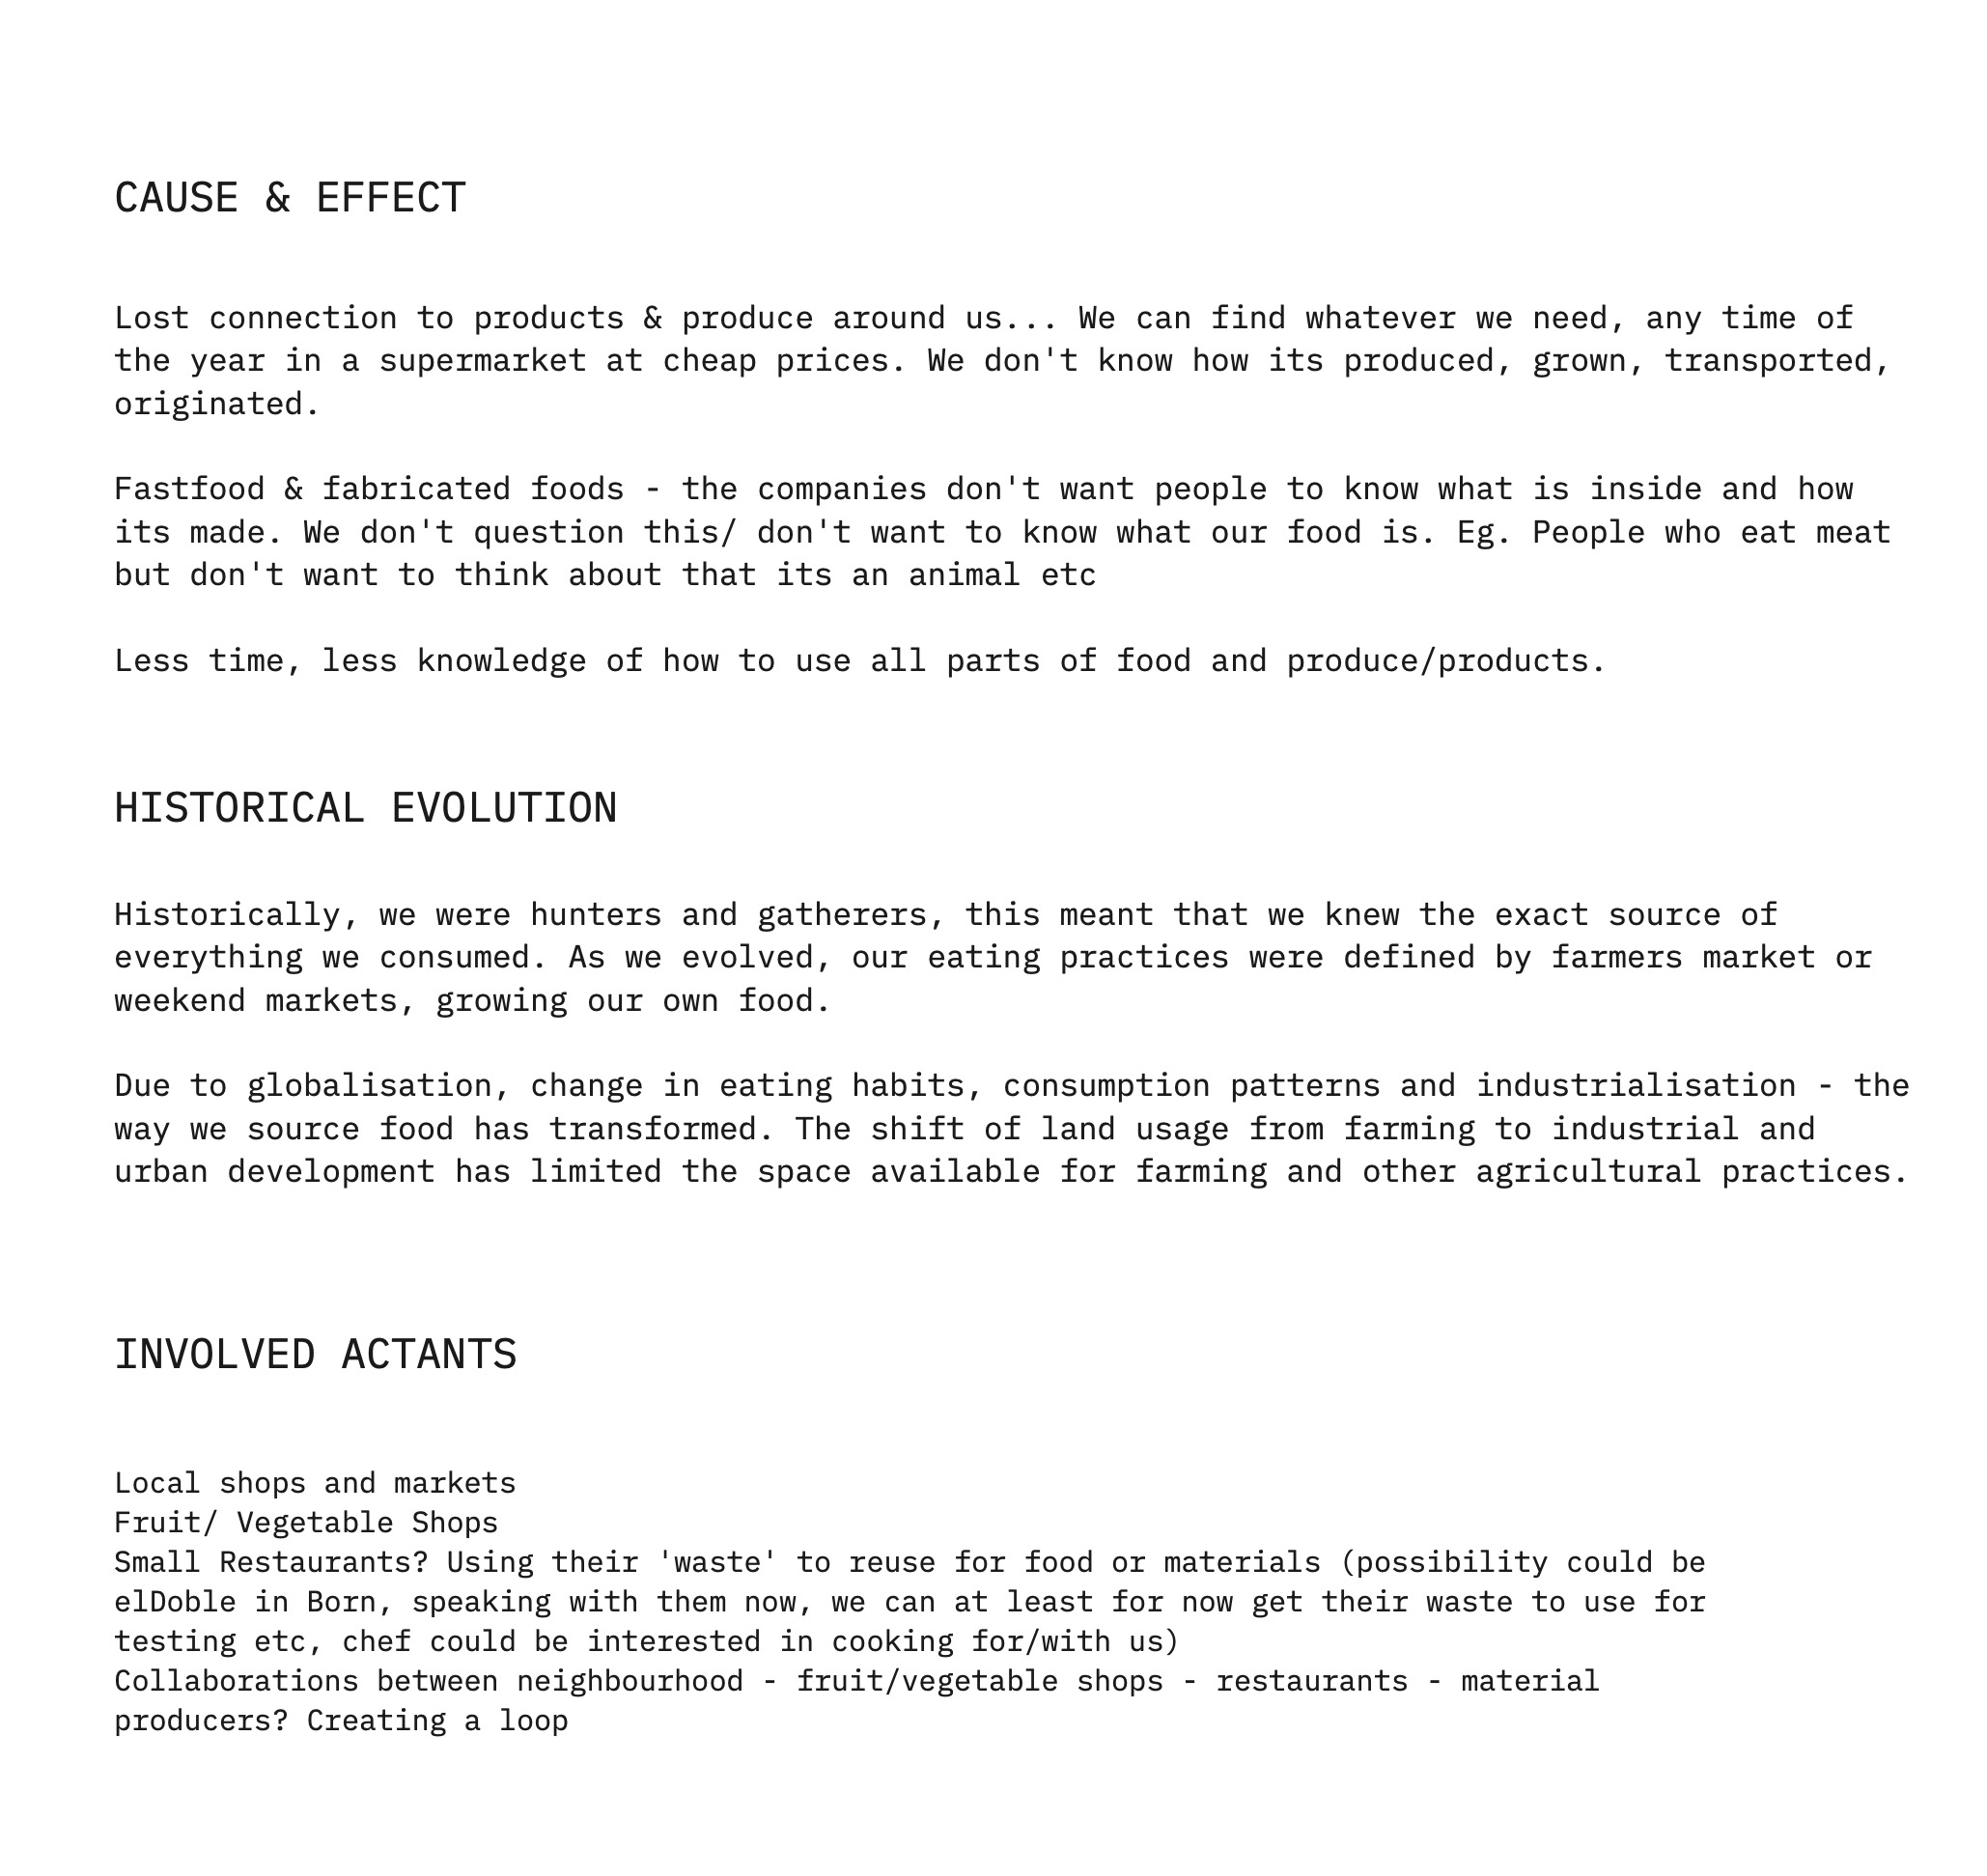 CAUSE & EFFECT
Lost connection to products & produce around us... We can find whatever we need, any time of
the year in a supermarket at cheap prices. We don't know how its produced, grown, transported,
originated.
Fastfood & fabricated foods - the companies don't want people to know what is inside and how
its made. We don't question this/ don't want to know what our food is. Eg. People who eat meat
but don't want to think about that its an animal etc
Less time, less knowledge of how to use all parts of food and produce/products.
HISTORICAL EVOLUTION
Historically, we were hunters and gatherers, this meant that we knew the exact source of
everything we consumed. As we evolved, our eating practices were defined by farmers market or
weekend markets, growing our own food.
Due to globalisation, change in eating habits, consumption patterns and industrialisation - the
way we source food has transformed. The shift of land usage from farming to industrial and
urban development has limited the space available for farming and other agricultural practices.
INVOLVED ACTANTS
Local shops and markets
Fruit/ Vegetable Shops
Small Restaurants? Using their 'waste' to reuse for food or materials (possibility could be
elDoble in Born, speaking with them now, we can at least for now get their waste to use for
testing etc, chef could be interested in cooking for/with us)
Collaborations between neighbourhood - fruit/vegetable shops - restaurants - material
producers? Creating a loop